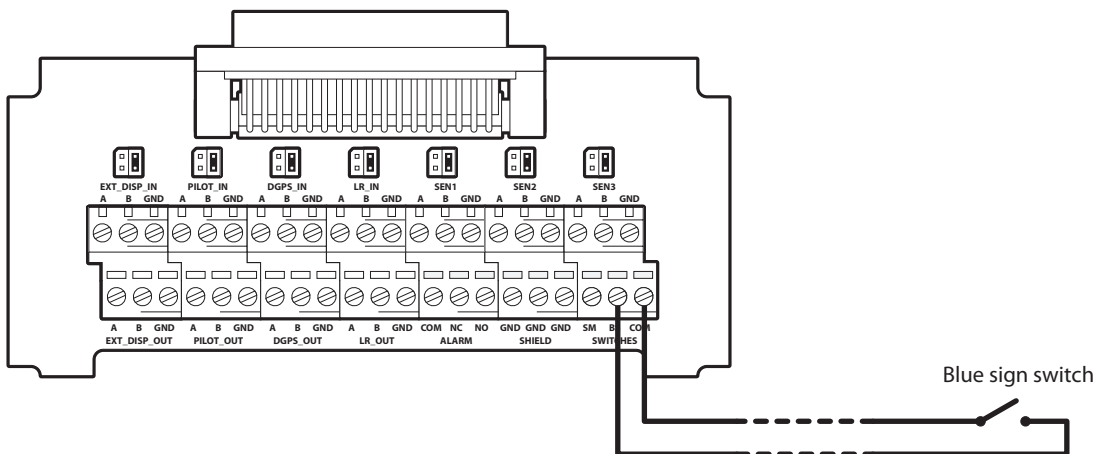 EXT_DISP_IN PILOT_IN DGPS_IN LR_IN SEN1 SEN2 SEN3
A B GND A B GND A B GND A B GND A B GND A B GND A B GND
A B GND A B GND A B GND A B GND COM NC NO GND GND GND SM COM
EXT_DISP_OUT PILOT_OUT DGPS_OUT LR_OUT ALARM SHIELD SWITCHES
Blue sign switch